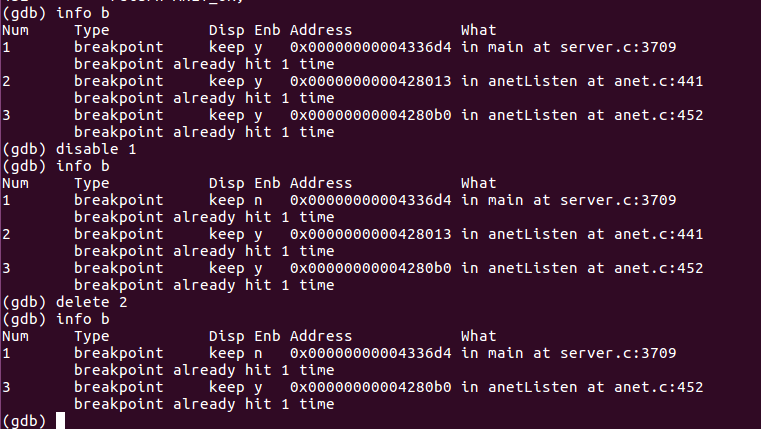 (gdb) info b
Num     Type           Disp Enb Address            What
1       breakpoint     keep y   0x00000000004336d4 in main at server.c:3709
        breakpoint already hit 1 time
2       breakpoint     keep y   0x0000000000428013 in anetListen at anet.c:441
        breakpoint already hit 1 time
3       breakpoint     keep y   0x00000000004280b0 in anetListen at anet.c:452
        breakpoint already hit 1 time
(gdb) disable 1
(gdb) info b
Num     Type           Disp Enb Address            What
1       breakpoint     keep n   0x00000000004336d4 in main at server.c:3709
        breakpoint already hit 1 time
2       breakpoint     keep y   0x0000000000428013 in anetListen at anet.c:441
        breakpoint already hit 1 time
3       breakpoint     keep y   0x00000000004280b0 in anetListen at anet.c:452
        breakpoint already hit 1 time
(gdb) delete 2
(gdb) info b
Num     Type           Disp Enb Address            What
1       breakpoint     keep n   0x00000000004336d4 in main at server.c:3709
        breakpoint already hit 1 time
3       breakpoint     keep y   0x00000000004280b0 in anetListen at anet.c:452
        breakpoint already hit 1 time
(gdb)